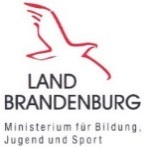 LAND
BRANDENBURG
Ministerium für Bildung,
Jugend und Sport